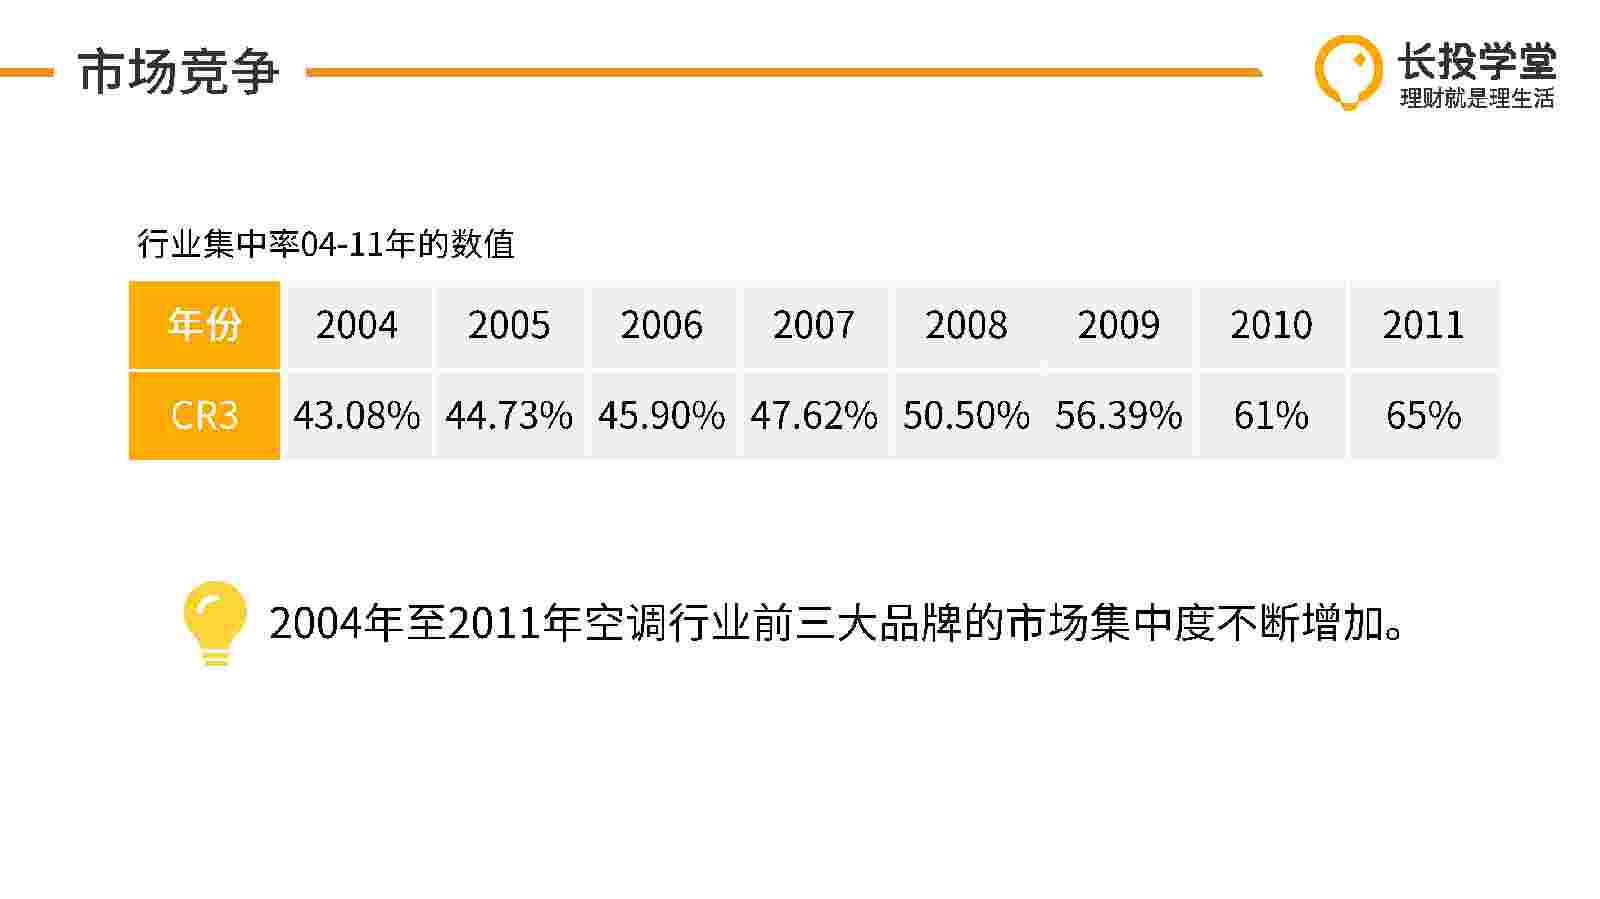 市场竞争
长投学堂
理财就是理生活
行业集中率04-11年的数值
年份 2004 2005 2006 2007 2008 2009 2010 2011
CR3 43.08% 44.73% 45.90% 47.62% 50.50% 56.39% 61% 65%
2004年至2011年空调行业前三大品牌的市场集中度不断增加。